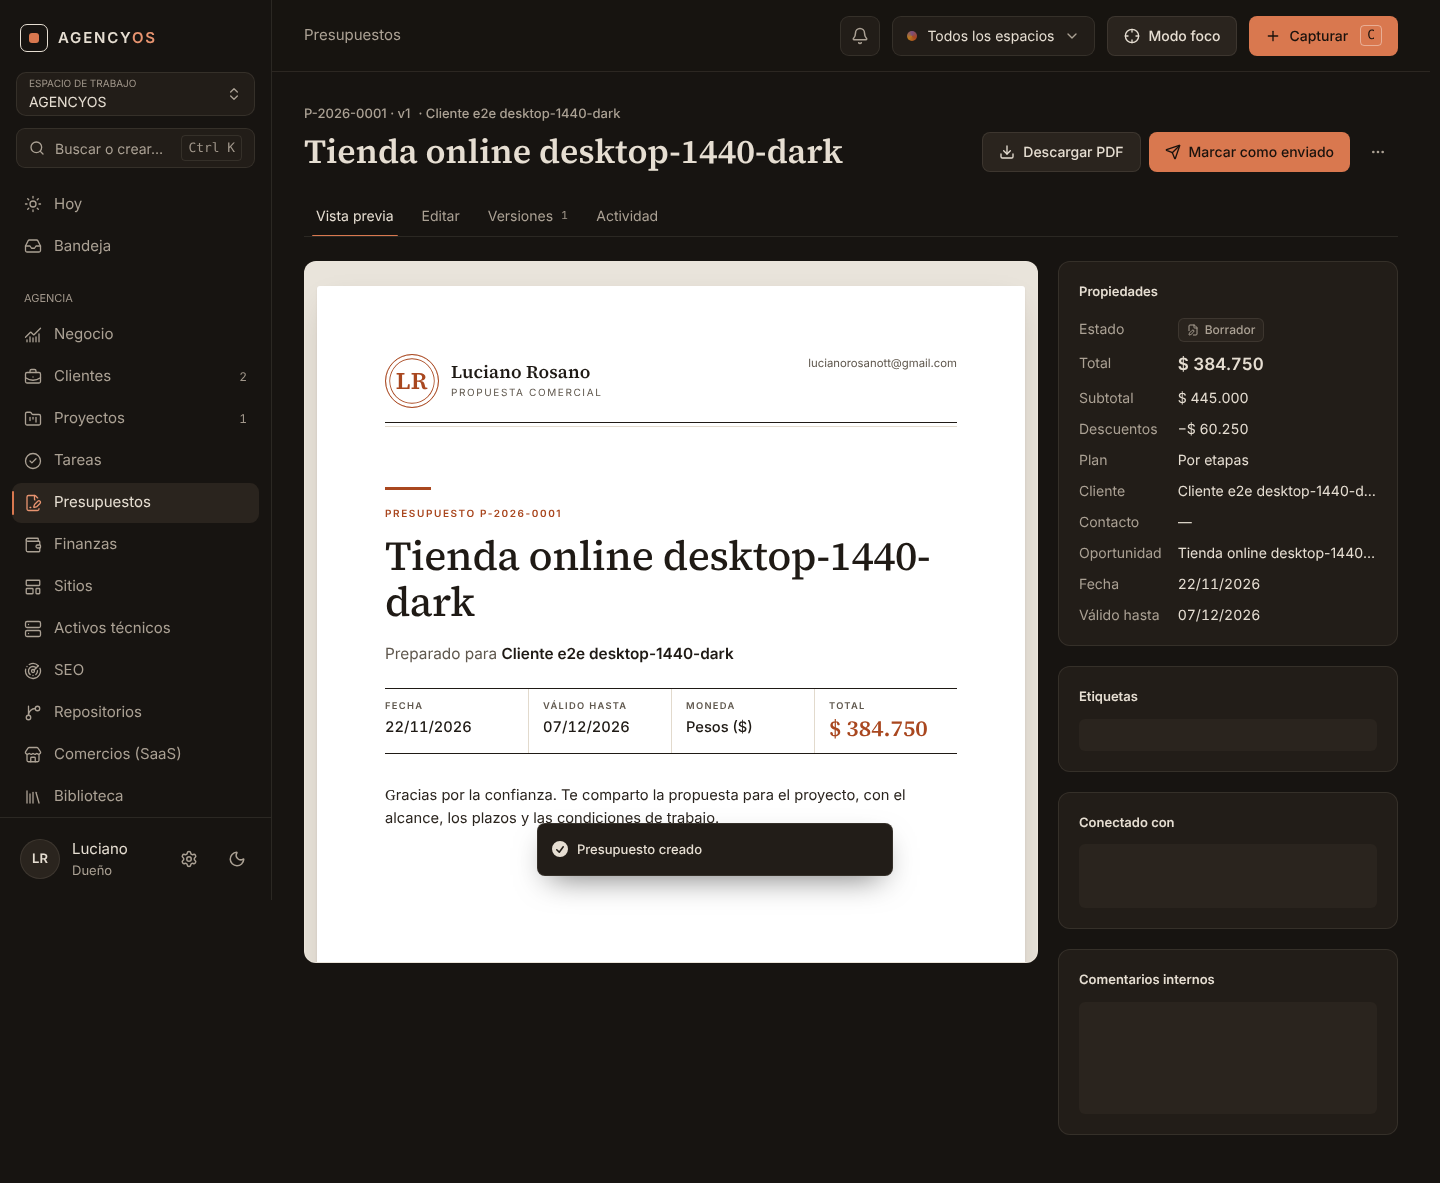 AGENCYOS
ESPACIO DE TRABAJO
AGENCYOS
Buscar o crear...
Ctrl K
Hoy
Bandeja
AGENCIA
Negocio
Clientes 2
Proyectos 1
Tareas
Presupuestos
Finanzas
Sitios
Activos técnicos
SEO
Repositorios
Comercios (SaaS)
Biblioteca
LR
Luciano
Dueño
Presupuestos
Todos los espacios
Modo foco
Capturar C
P-2026-0001 · v1 · Cliente e2e desktop-1440-dark
Tienda online desktop-1440-dark
Descargar PDF
Marcar como enviado
Vista previa
Editar
Versiones 1
Actividad
LR
Luciano Rosano
PROPUESTA COMERCIAL
lucianorosanott@gmail.com
PRESUPUESTO P-2026-0001
Tienda online desktop-1440-
dark
Preparado para Cliente e2e desktop-1440-dark
FECHA
22/11/2026
VÁLIDO HASTA
07/12/2026
MONEDA
Pesos ($)
TOTAL
$ 384.750
Gracias por la confianza. Te comparto la propuesta para el proyecto, con el
alcance, los plazos y las condiciones de trabajo.
Presupuesto creado
Propiedades
Estado Borrador
Total $ 384.750
Subtotal $ 445.000
Descuentos −$ 60.250
Plan Por etapas
Cliente Cliente e2e desktop-1440-d...
Contacto —
Oportunidad Tienda online desktop-1440...
Fecha 22/11/2026
Válido hasta 07/12/2026
Etiquetas
Conectado con
Comentarios internos